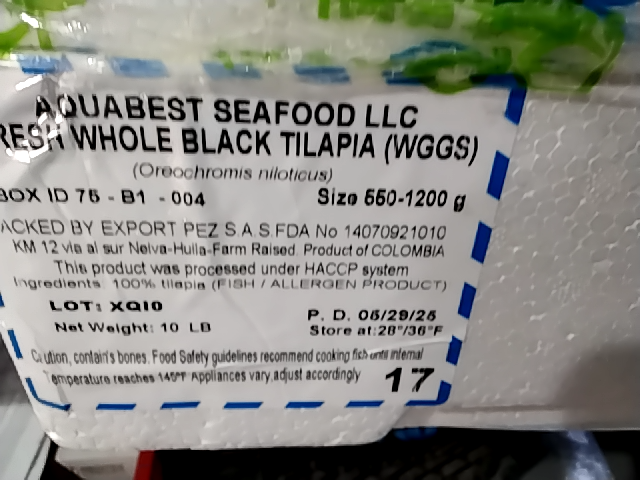 AQUABEST SEAFOOD LLC
RESH WHOLE BLACK TILAPIA (WGGS)
(Oreochromis niloticus)
BOX ID 75 - B1 - 004 Size 550-1200 g
ACKED BY EXPORT PEZ S.A.S.FDA No 14070921010
KM 12 via al sur Neiva-Huila-Farm Raised. Product of COLOMBIA
This product was processed under HACCP system
Ingredients: 100% tilapia (FISH / ALLERGEN PRODUCT)
LOT: XQI0 P. D. 05/29/25
Net Weight: 10 LB Store at:28°/36°F
Caution, contain's bones. Food Safety guidelines recommend cooking fish until internal
Temperature reaches 145°F Appliances vary,adjust accordingly 17